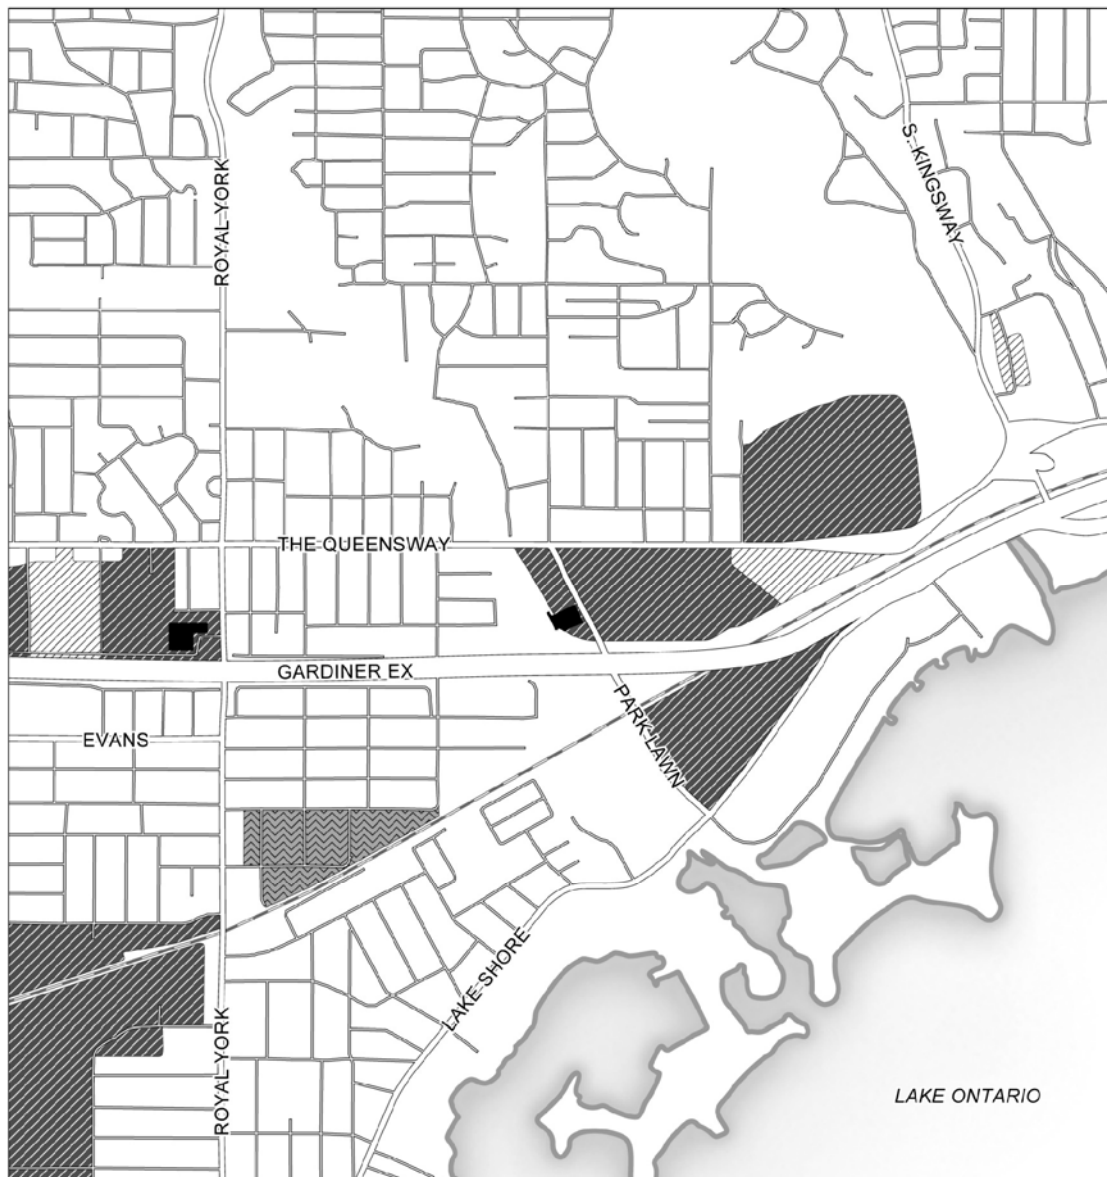 S. KINGSWAY
ROYAL YORK
THE QUEENSWAY
GARDINER EX
PARK LAWN
EVANS
LAKE SHORE
ROYAL YORK
LAKE ONTARIO